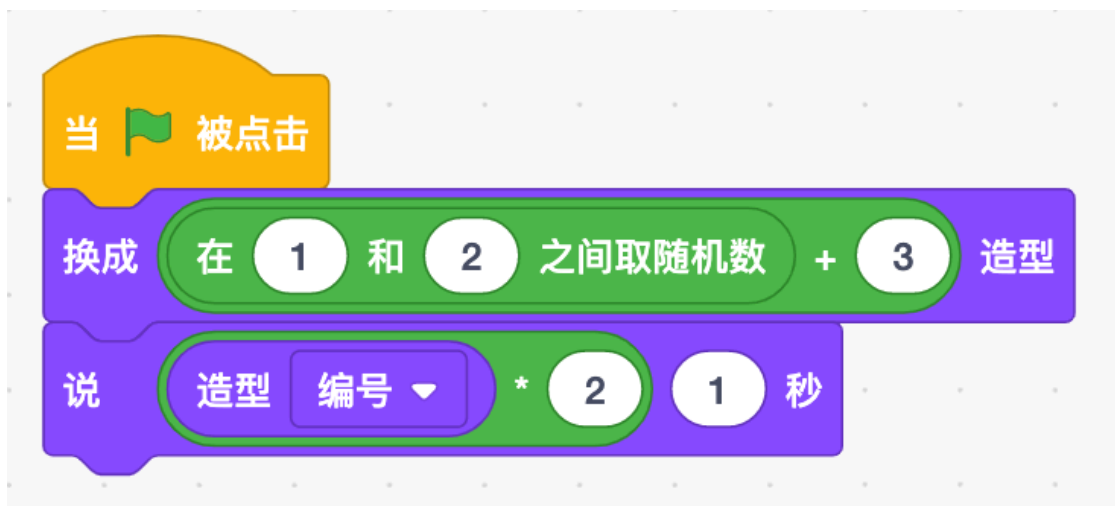 当 被点击
换成 在 1 和 2 之间取随机数 + 3 造型
说 造型 编号 * 2 1 秒